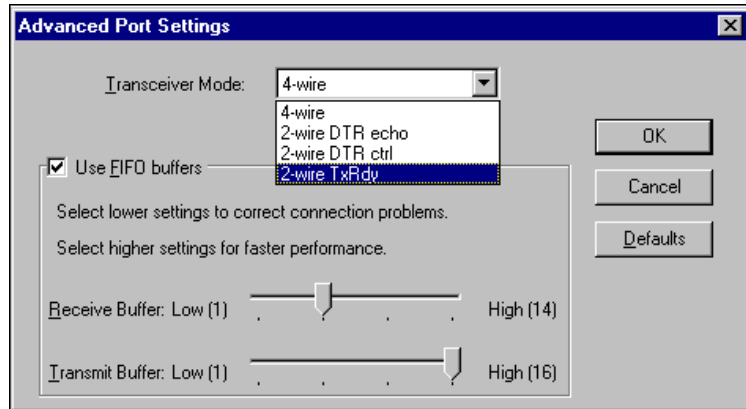 Advanced Port Settings
Transceiver Mode: 4-wire
4-wire
2-wire DTR echo
2-wire DTR ctrl
2-wire TxRdy
OK
Cancel
Defaults
Use FIFO buffers
Select lower settings to correct connection problems.
Select higher settings for faster performance.
Receive Buffer: Low (1) High (14)
Transmit Buffer: Low (1) High (16)